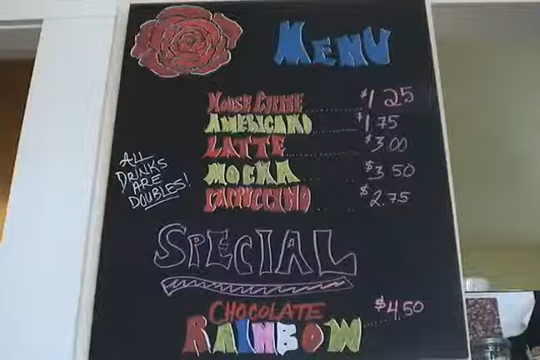 MENU
HOUSE COFFEE $1.25
AMERICANO $1.75
LATTE $3.00
MOCHA $3.50
CAPPUCCINO $2.75
ALL
DRINKS
ARE
DOUBLES!
SPECIAL
CHOCOLATE
RAINBOW $4.50